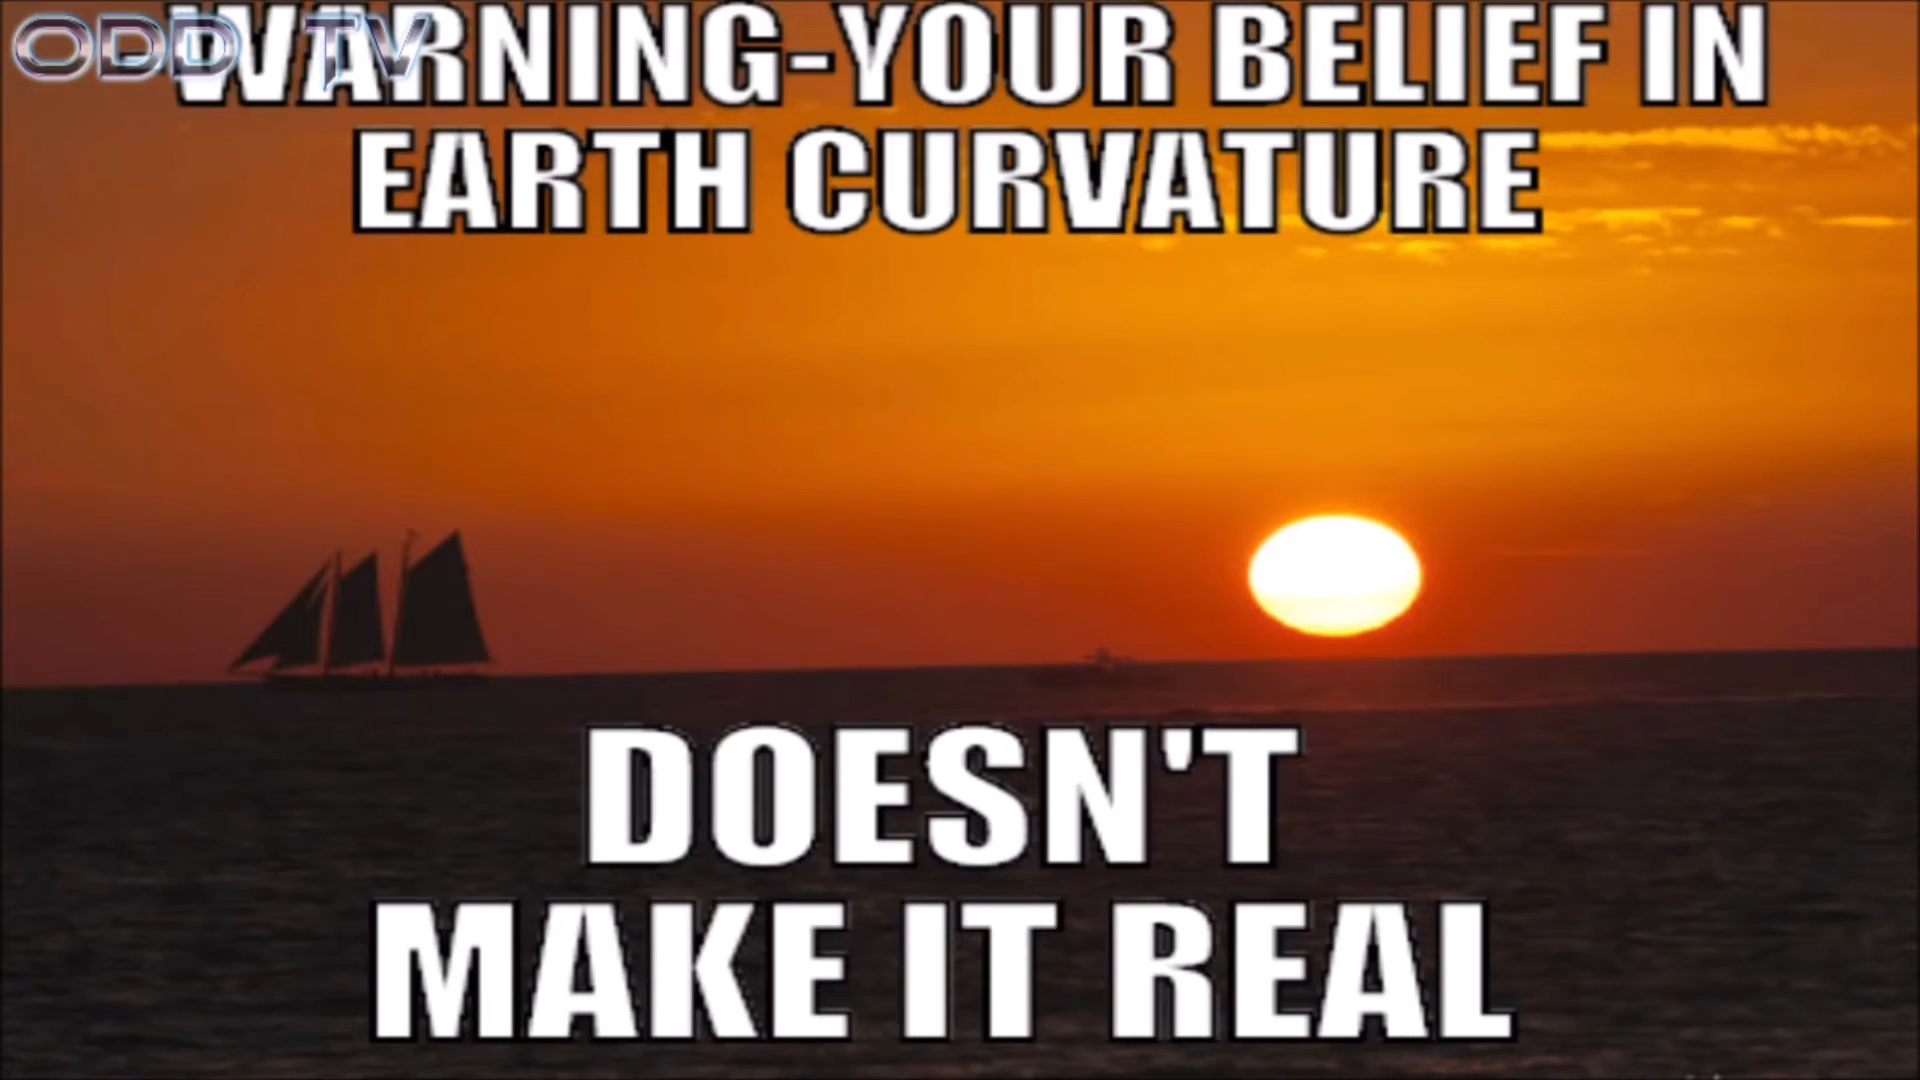 ODD TV
WARNING-YOUR BELIEF IN
EARTH CURVATURE
DOESN'T
MAKE IT REAL